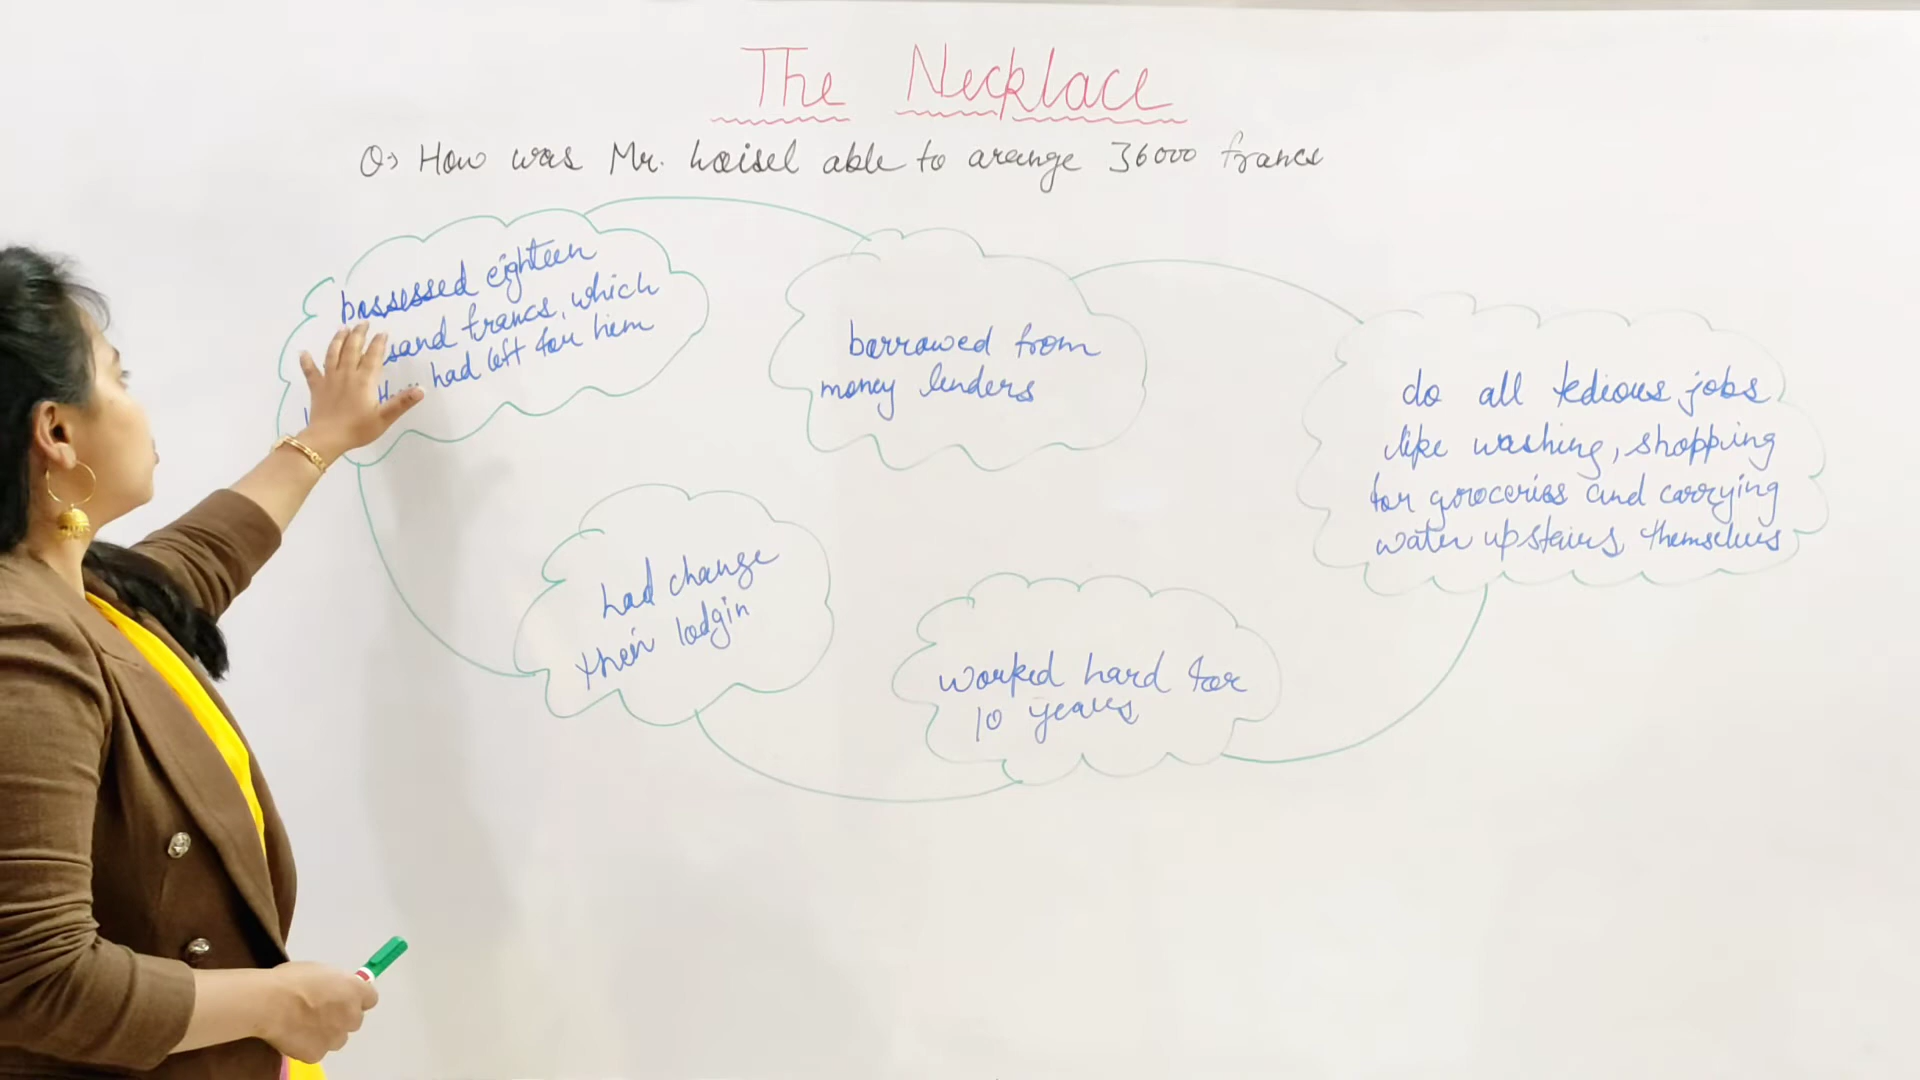 The Necklace
Q> How was Mr. Loisel able to arange 36000 francs
possessed eighteen
sand francs, which
had left for him
borrowed from
money lenders
do all tedious jobs
like washing, shopping
for groceries and carrying
water upstairs, themselves
had change
their lodgin
worked hard for
10 years